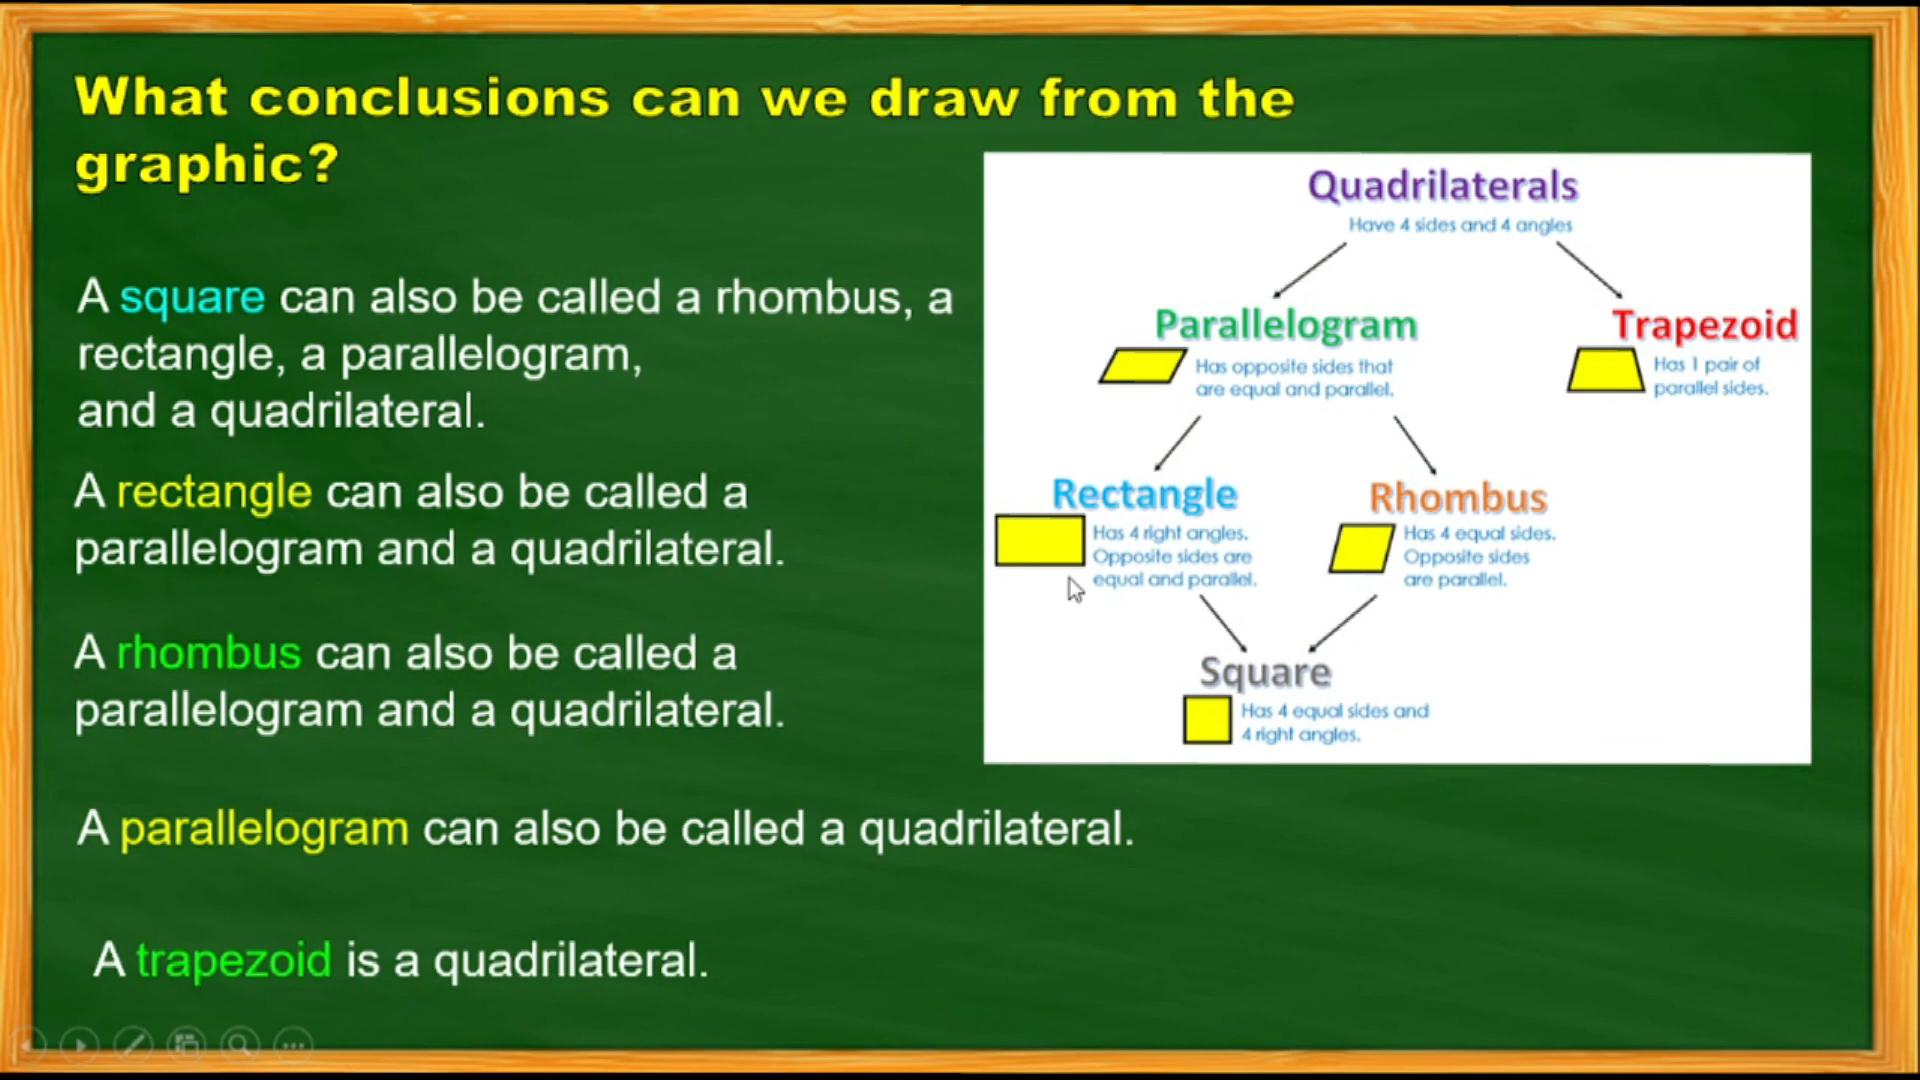 What conclusions can we draw from the
graphic?
A square can also be called a rhombus, a
rectangle, a parallelogram,
and a quadrilateral.
A rectangle can also be called a
parallelogram and a quadrilateral.
A rhombus can also be called a
parallelogram and a quadrilateral.
A parallelogram can also be called a quadrilateral.
A trapezoid is a quadrilateral.
Quadrilaterals
Have 4 sides and 4 angles
Parallelogram
Has opposite sides that
are equal and parallel.
Trapezoid
Has 1 pair of
parallel sides.
Rectangle
Has 4 right angles.
Opposite sides are
equal and parallel.
Rhombus
Has 4 equal sides.
Opposite sides
are parallel.
Square
Has 4 equal sides and
4 right angles.